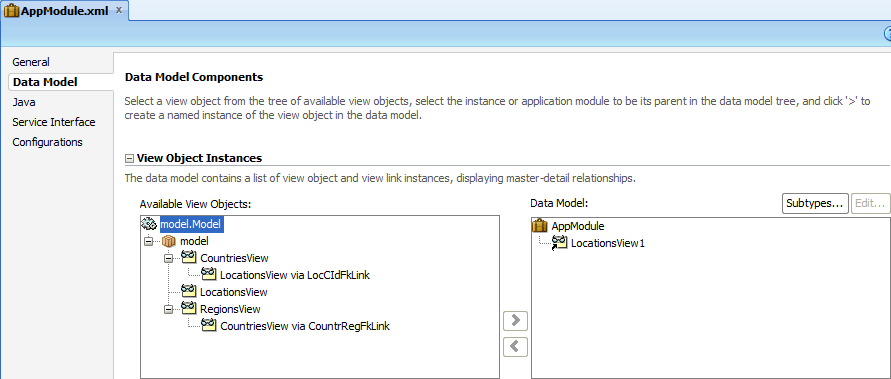 AppModule.xml x
General
Data Model
Java
Service Interface
Configurations
Data Model Components
Select a view object from the tree of available view objects, select the instance or application module to be its parent in the data model tree, and click '>' to
create a named instance of the view object in the data model.
View Object Instances
The data model contains a list of view object and view link instances, displaying master-detail relationships.
Available View Objects:
model.Model
model
CountriesView
LocationsView via LocCIdFkLink
LocationsView
RegionsView
CountriesView via CountrRegFkLink
Data Model:
Subtypes... Edit...
AppModule
LocationsView1